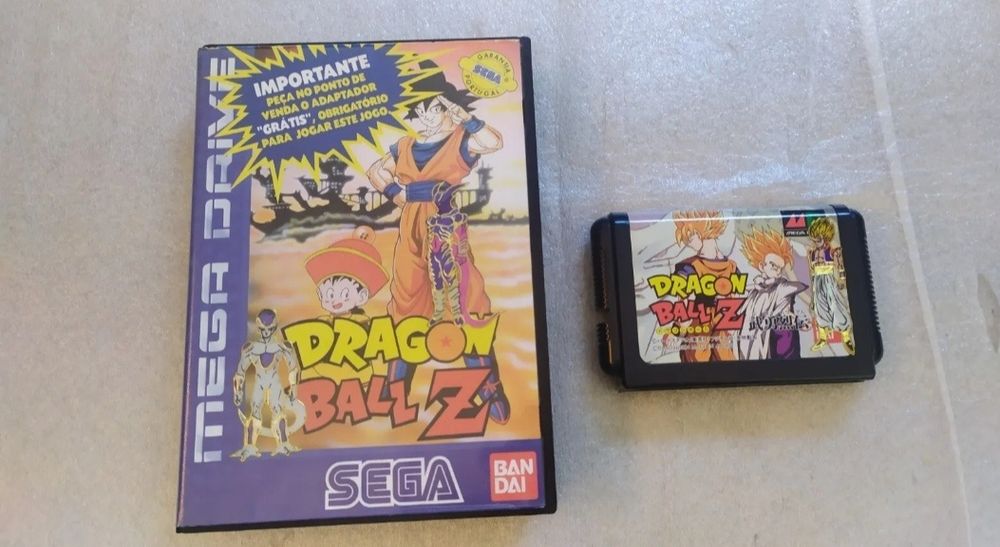 IMPORTANTE
PEÇA NO PONTO DE
VENDA O ADAPTADOR
"GRÁTIS", OBRIGATÓRIO
PARA JOGAR ESTE JOGO
GARANTIA
SEGA
PORTUGAL
MEGA DRIVE
DRAGON
BALL Z
SEGA
BAN
DAI
DRAGON
BALL Z